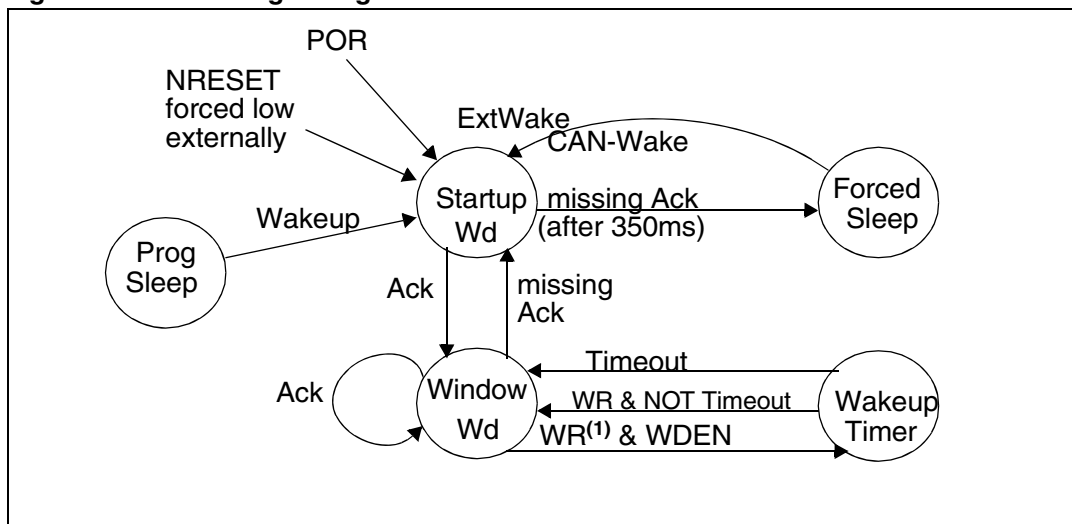 POR
NRESET
forced low
externally
ExtWake
CAN-Wake
Startup
Wd
missing Ack
(after 350ms)
Forced
Sleep
Wakeup
Prog
Sleep
Ack
missing
Ack
Ack
Window
Wd
Timeout
WR & NOT Timeout
WR(1) & WDEN
Wakeup
Timer